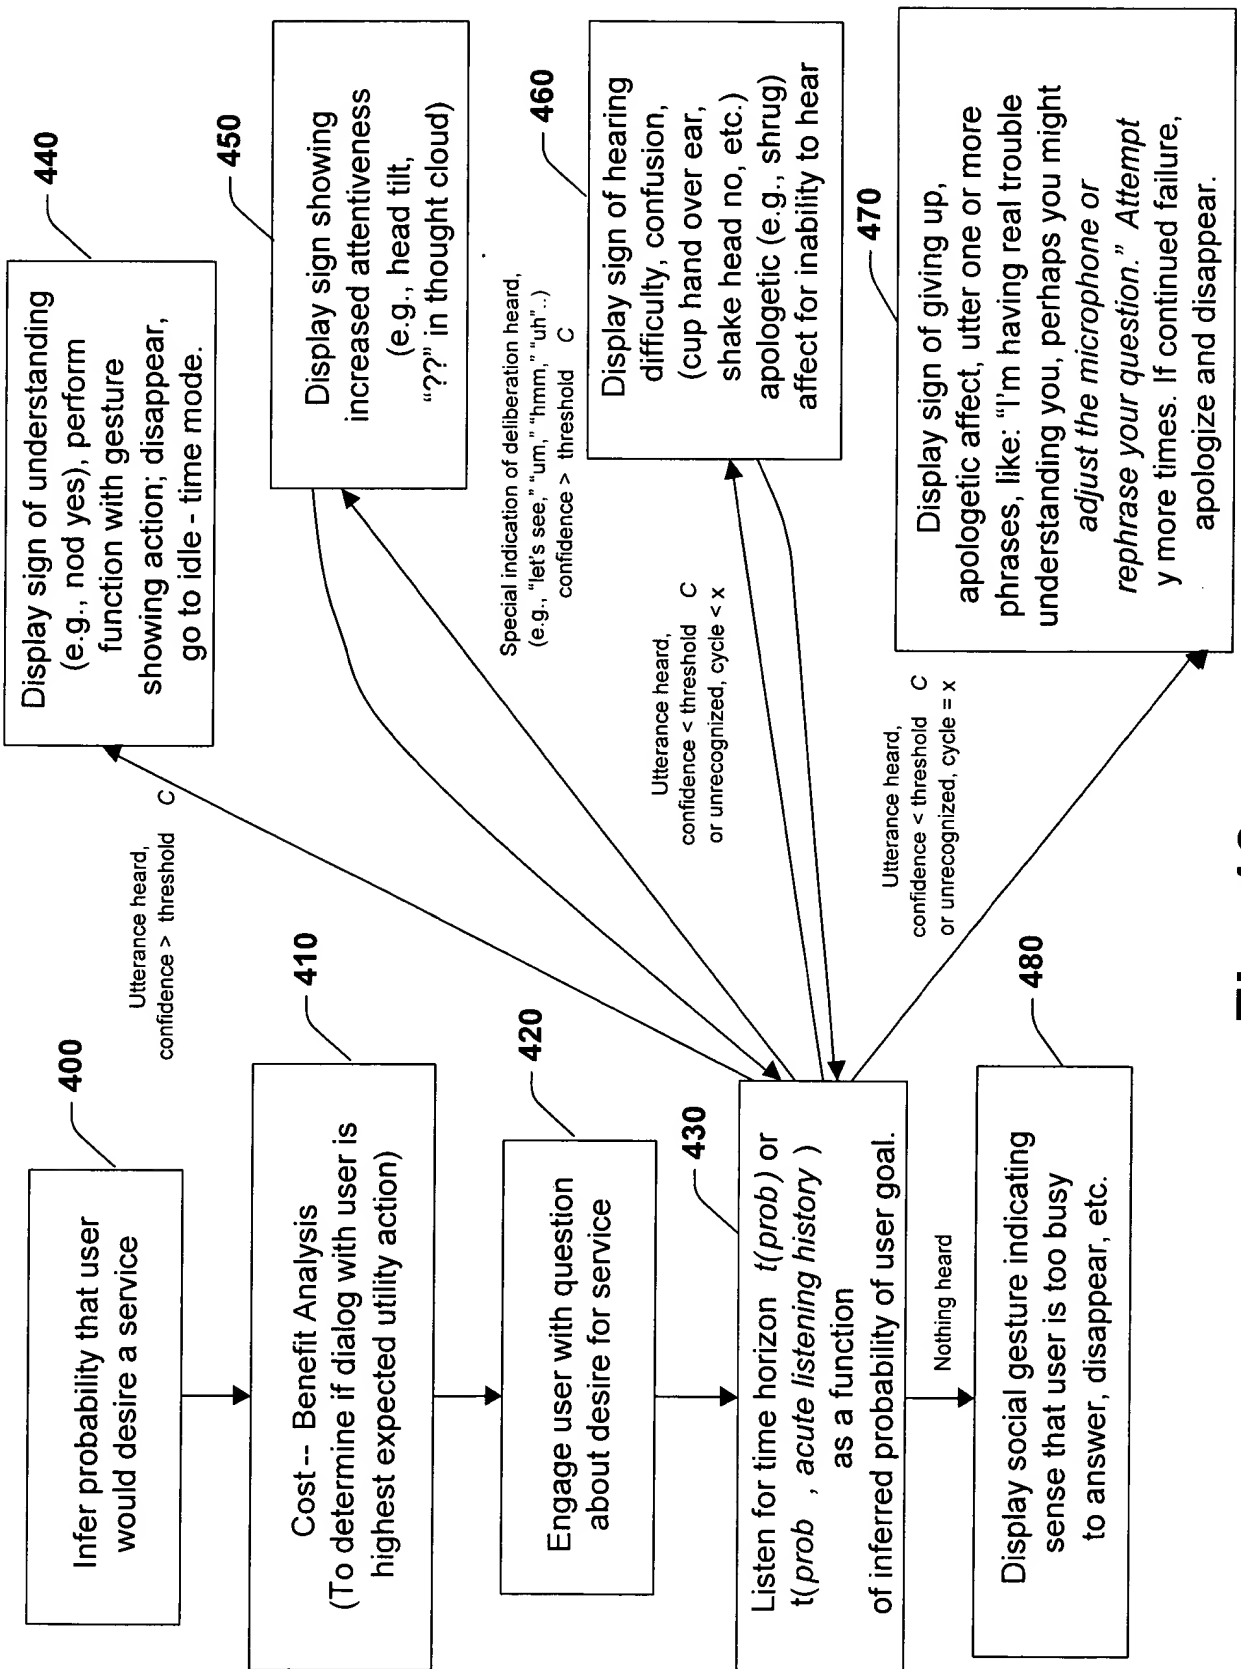 400
Infer probability that user
would desire a service
410
Cost-- Benefit Analysis
(To determine if dialog with user is
highest expected utility action)
420
Engage user with question
about desire for service
430
Listen for time horizon t(prob) or
t(prob , acute listening history )
as a function
of inferred probability of user goal.
Nothing heard
480
Display social gesture indicating
sense that user is too busy
to answer, disappear, etc.
Utterance heard,
confidence > threshold C
440
Display sign of understanding
(e.g., nod yes), perform
function with gesture
showing action; disappear,
go to idle - time mode.
450
Display sign showing
increased attentiveness
(e.g., head tilt,
“??” in thought cloud)
Special indication of deliberation heard,
(e.g., “let's see,” “um,” “hmm,” “uh”..)
confidence > threshold C
460
Display sign of hearing
difficulty, confusion,
(cup hand over ear,
shake head no, etc.)
apologetic (e.g., shrug)
affect for inability to hear
Utterance heard,
confidence < threshold C
or unrecognized, cycle < x
Utterance heard,
confidence < threshold C
or unrecognized, cycle = x
470
Display sign of giving up,
apologetic affect, utter one or more
phrases, like: “I'm having real trouble
understanding you, perhaps you might
adjust the microphone or
rephrase your question.” Attempt
y more times. If continued failure,
apologize and disappear.